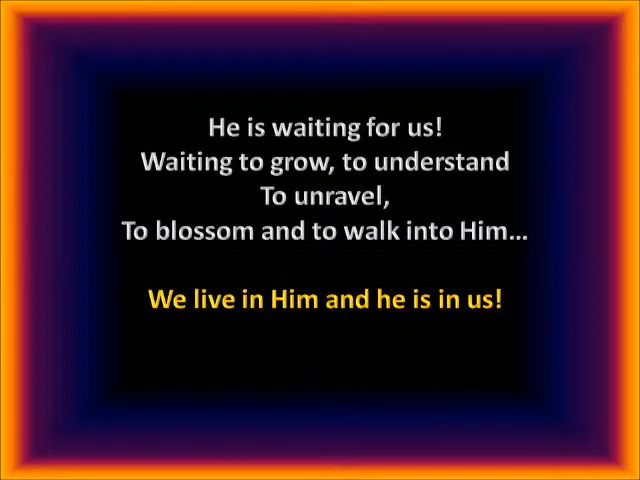 He is waiting for us!
Waiting to grow, to understand
To unravel,
To blossom and to walk into Him…
We live in Him and he is in us!